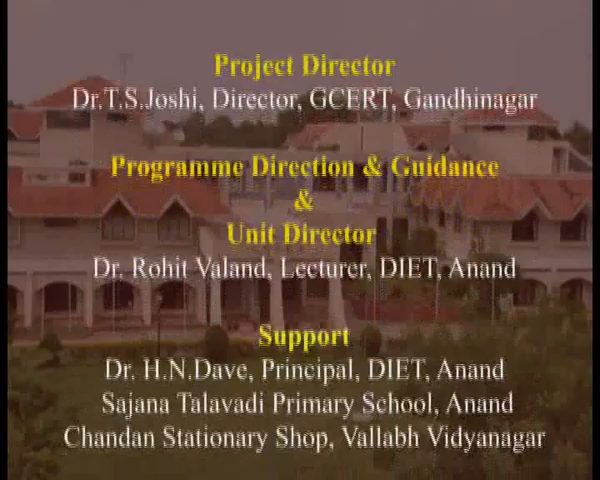 Project Director
Dr.T.S.Joshi, Director, GCERT, Gandhinagar
Programme Direction & Guidance
&
Unit Director
Dr. Rohit Valand, Lecturer, DIET, Anand
Support
Dr. H.N.Dave, Principal, DIET, Anand
Sajana Talavadi Primary School, Anand
Chandan Stationary Shop, Vallabh Vidyanagar